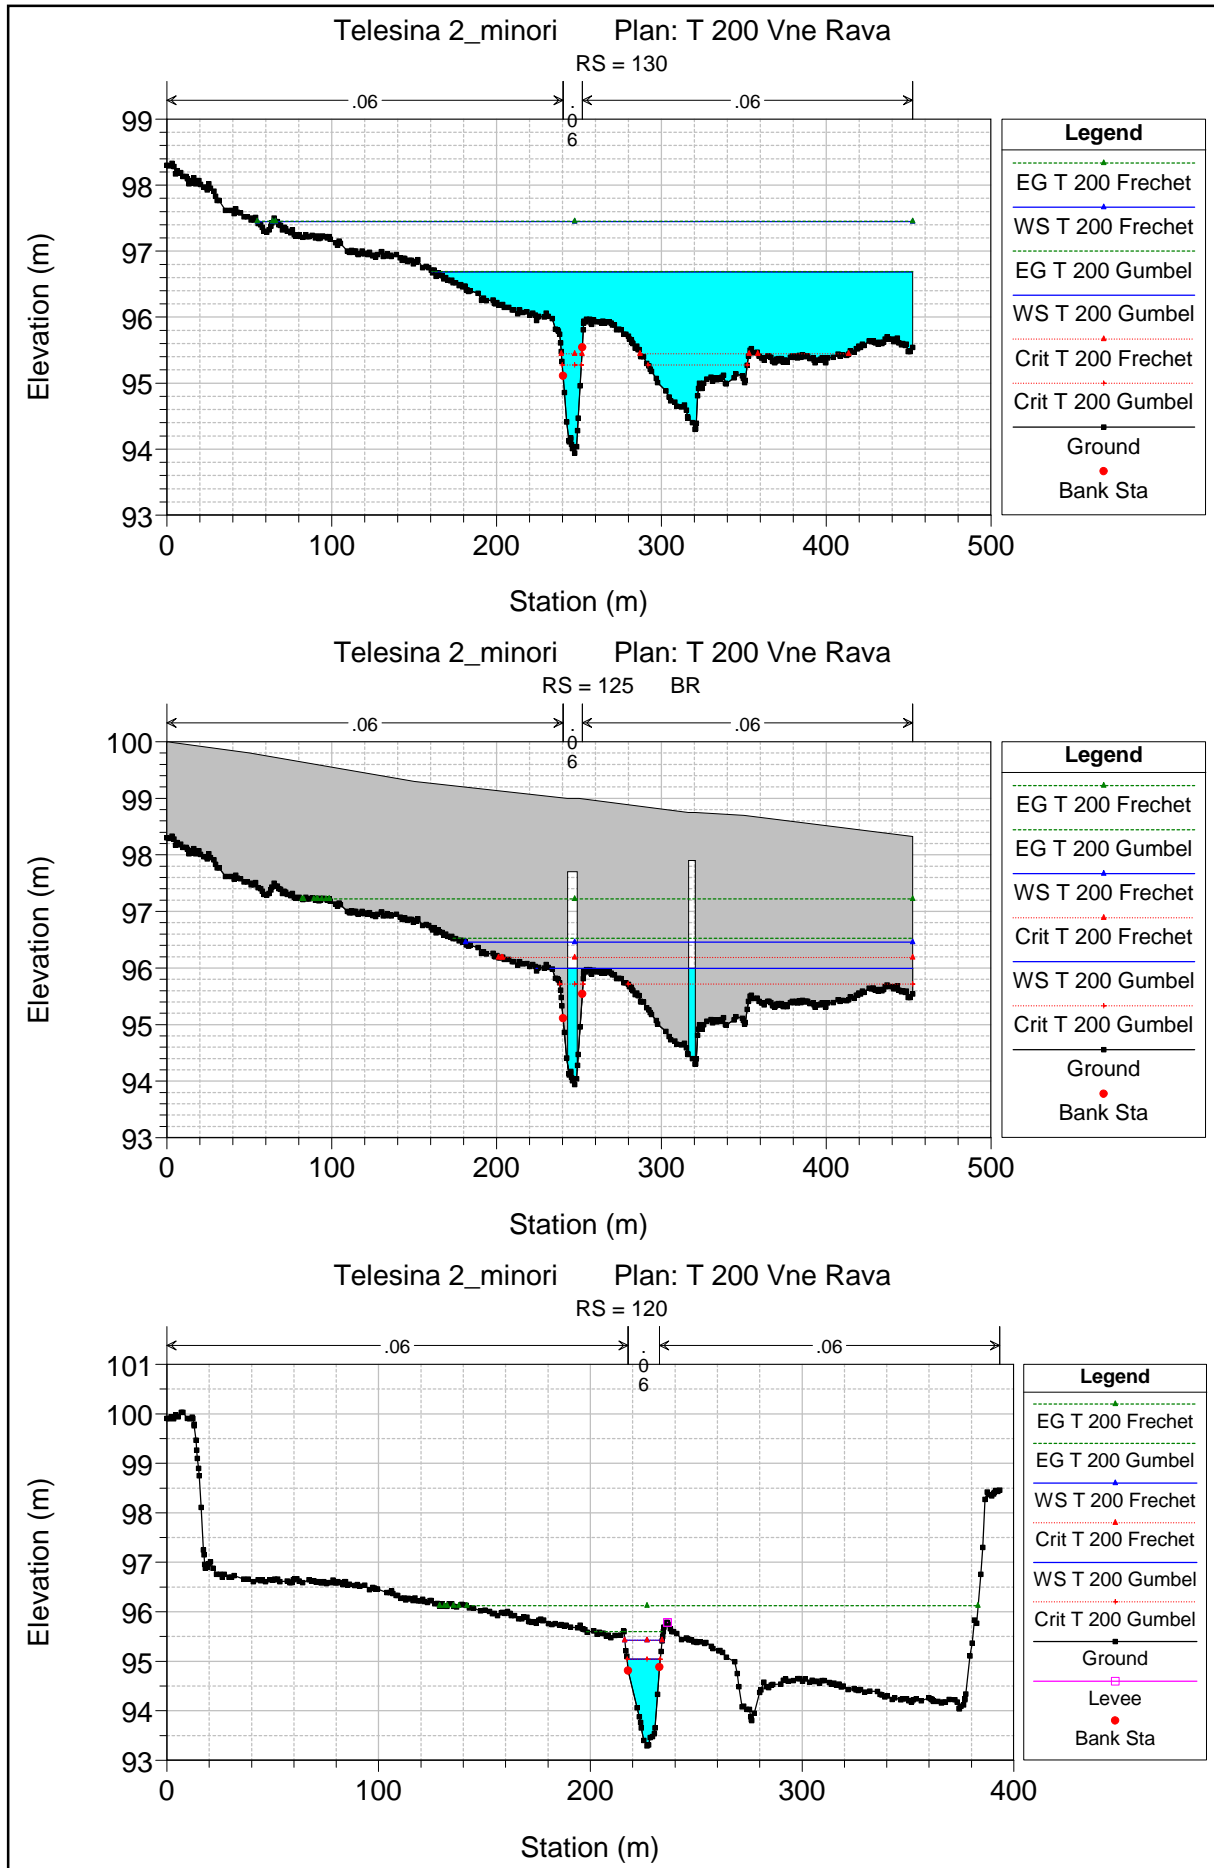 Telesina 2_minori Plan: T 200 Vne Rava
RS = 130
.06 .06 .06
99
98
97
96
95
94
93
Elevation (m)
0 100 200 300 400 500
Station (m)
Legend
EG T 200 Frechet
WS T 200 Frechet
EG T 200 Gumbel
WS T 200 Gumbel
Crit T 200 Frechet
Crit T 200 Gumbel
Ground
Bank Sta
Telesina 2_minori Plan: T 200 Vne Rava
RS = 125 BR
.06 .06 .06
100
99
98
97
96
95
94
93
Elevation (m)
0 100 200 300 400 500
Station (m)
Legend
EG T 200 Frechet
EG T 200 Gumbel
WS T 200 Frechet
Crit T 200 Frechet
WS T 200 Gumbel
Crit T 200 Gumbel
Ground
Bank Sta
Telesina 2_minori Plan: T 200 Vne Rava
RS = 120
.06 .06 .06
101
100
99
98
97
96
95
94
93
Elevation (m)
0 100 200 300 400
Station (m)
Legend
EG T 200 Frechet
EG T 200 Gumbel
WS T 200 Frechet
Crit T 200 Frechet
WS T 200 Gumbel
Crit T 200 Gumbel
Ground
Levee
Bank Sta